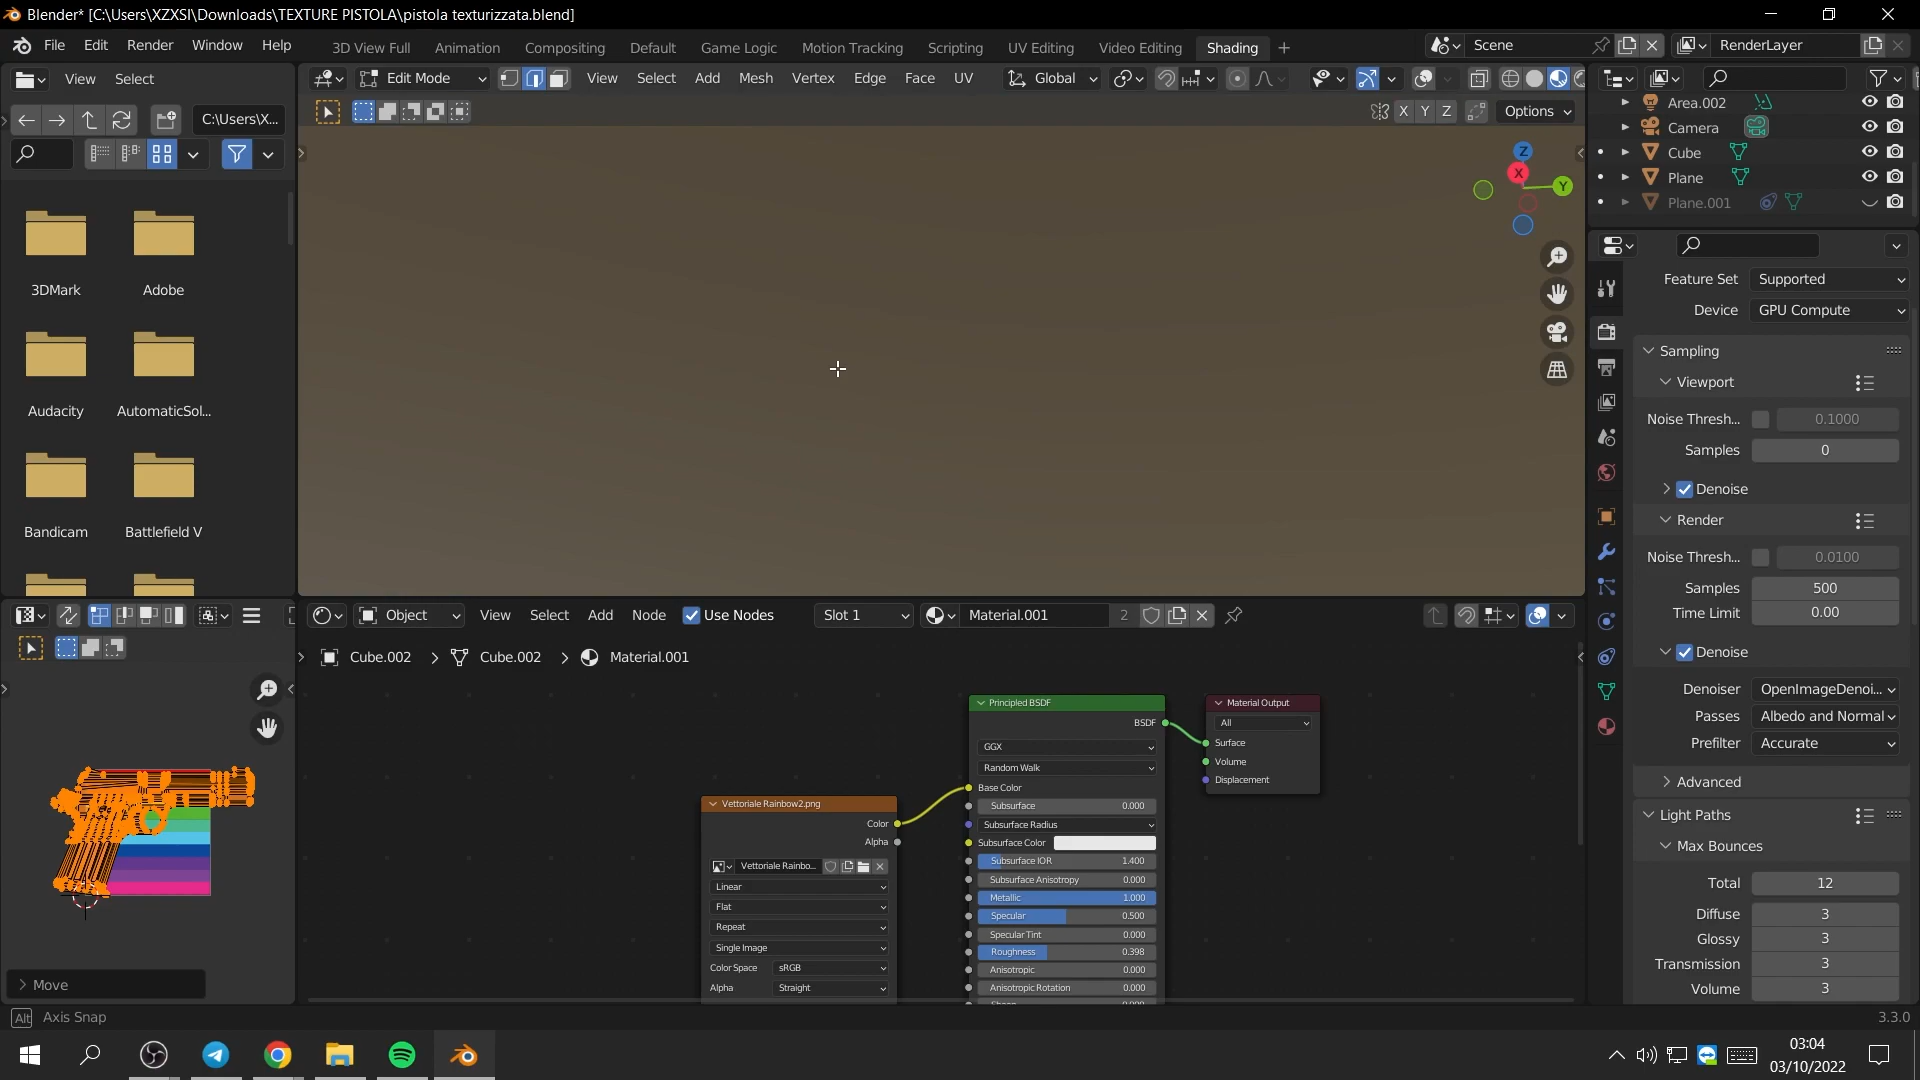 Blender* [C:\Users\XZXSI\Downloads\TEXTURE PISTOLA\pistola texturizzata.blend]
File Edit Render Window Help
3D View Full Animation Compositing Default Game Logic Motion Tracking Scripting UV Editing Video Editing Shading
Scene RenderLayer
View Select
Edit Mode View Select Add Mesh Vertex Edge Face UV Global
C:\Users\X...
X Y Z Options
Area.002
Camera
Cube
Plane
Plane.001
Z
X
Y
3DMark Adobe
Audacity AutomaticSol...
Bandicam Battlefield V
Feature Set Supported
Device GPU Compute
Sampling
Viewport
Noise Thresh... 0.1000
Samples 0
Denoise
Render
Noise Thresh... 0.0100
Samples 500
Time Limit 0.00
Denoise
Denoiser OpenImageDenoi...
Passes Albedo and Normal
Prefilter Accurate
Advanced
Light Paths
Max Bounces
Total 12
Diffuse 3
Glossy 3
Transmission 3
Volume 3
Object View Select Add Node Use Nodes Slot 1 Material.001 2
Cube.002 Cube.002 Material.001
Principled BSDF
BSDF
GGX
Random Walk
Base Color
Subsurface 0.000
Subsurface Radius
Subsurface Color
Subsurface IOR 1.400
Subsurface Anisotropy 0.000
Metallic 1.000
Specular 0.500
Specular Tint 0.000
Roughness 0.398
Anisotropic 0.000
Anisotropic Rotation 0.000
Material Output
All
Surface
Volume
Displacement
Vettoriale Rainbow2.png
Color
Alpha
Vettoriale Rainbo...
Linear
Flat
Repeat
Single Image
Color Space sRGB
Alpha Straight
Move
Alt Axis Snap
3.3.0
03:04
03/10/2022